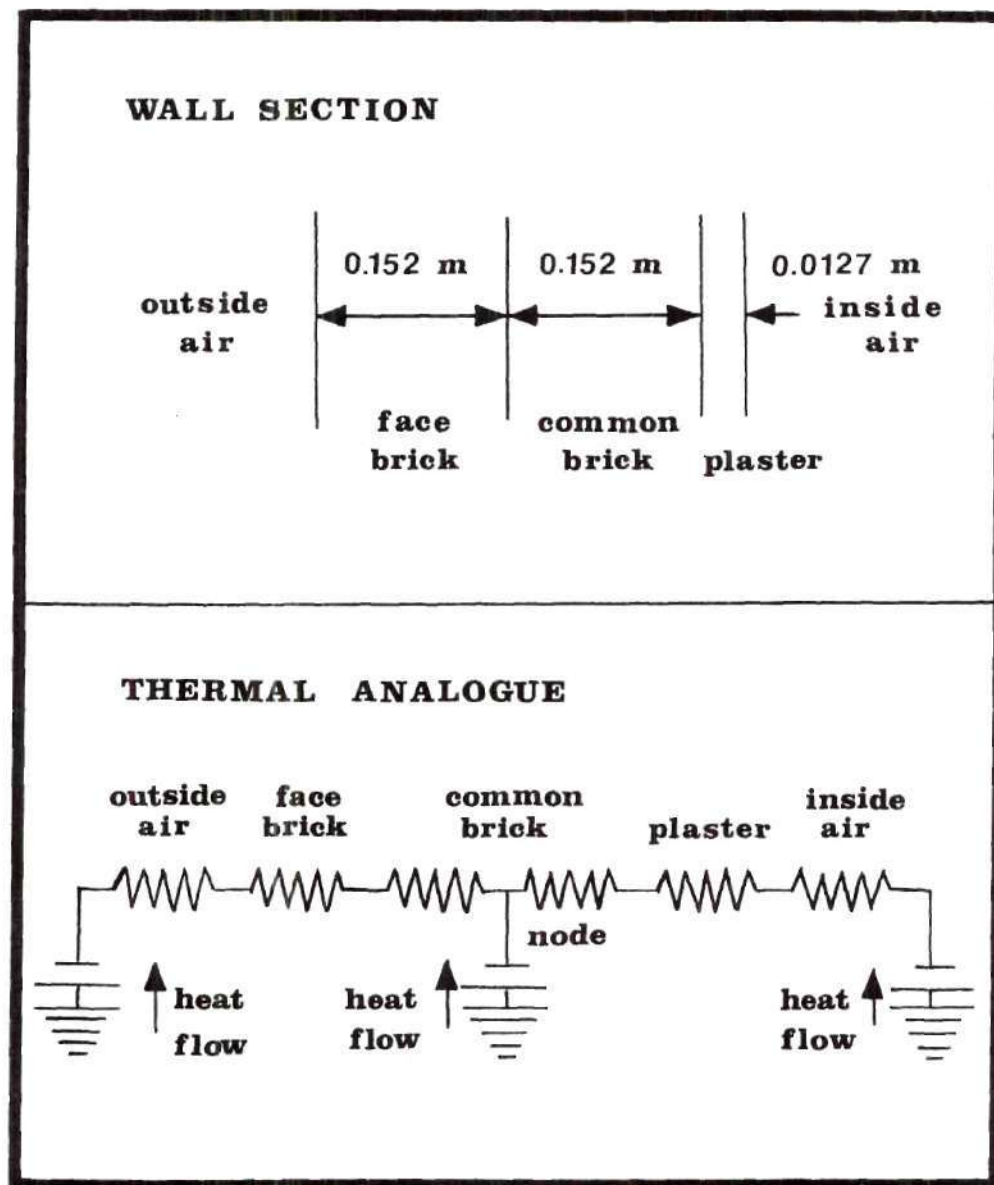 WALL SECTION
0.152 m
0.152 m
0.0127 m
outside
air
inside
air
face
brick
common
brick
plaster
THERMAL ANALOGUE
outside
air
face
brick
common
brick
plaster
inside
air
node
heat
flow
heat
flow
heat
flow